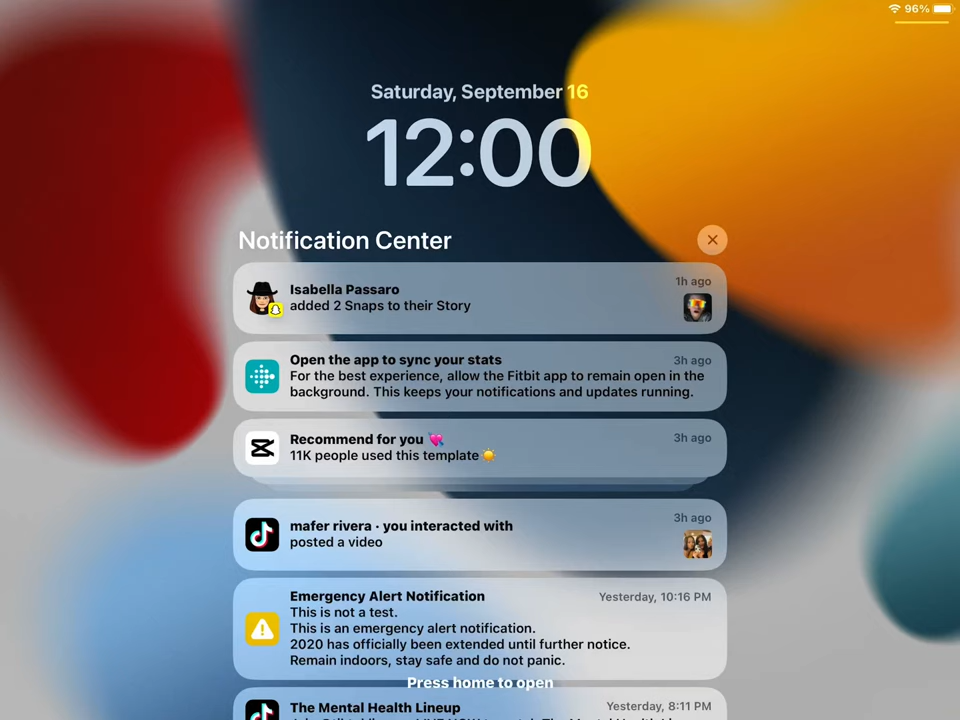 96%
Saturday, September 16
12:00
Notification Center
Isabella Passaro
1h ago
added 2 Snaps to their Story
Open the app to sync your stats
3h ago
For the best experience, allow the Fitbit app to remain open in the
background. This keeps your notifications and updates running.
Recommend for you 💘
3h ago
11K people used this template ☀️
mafer rivera · you interacted with
3h ago
posted a video
Emergency Alert Notification
Yesterday, 10:16 PM
This is not a test.
This is an emergency alert notification.
2020 has officially been extended until further notice.
Remain indoors, stay safe and do not panic.
Press home to open
The Mental Health Lineup
Yesterday, 8:11 PM